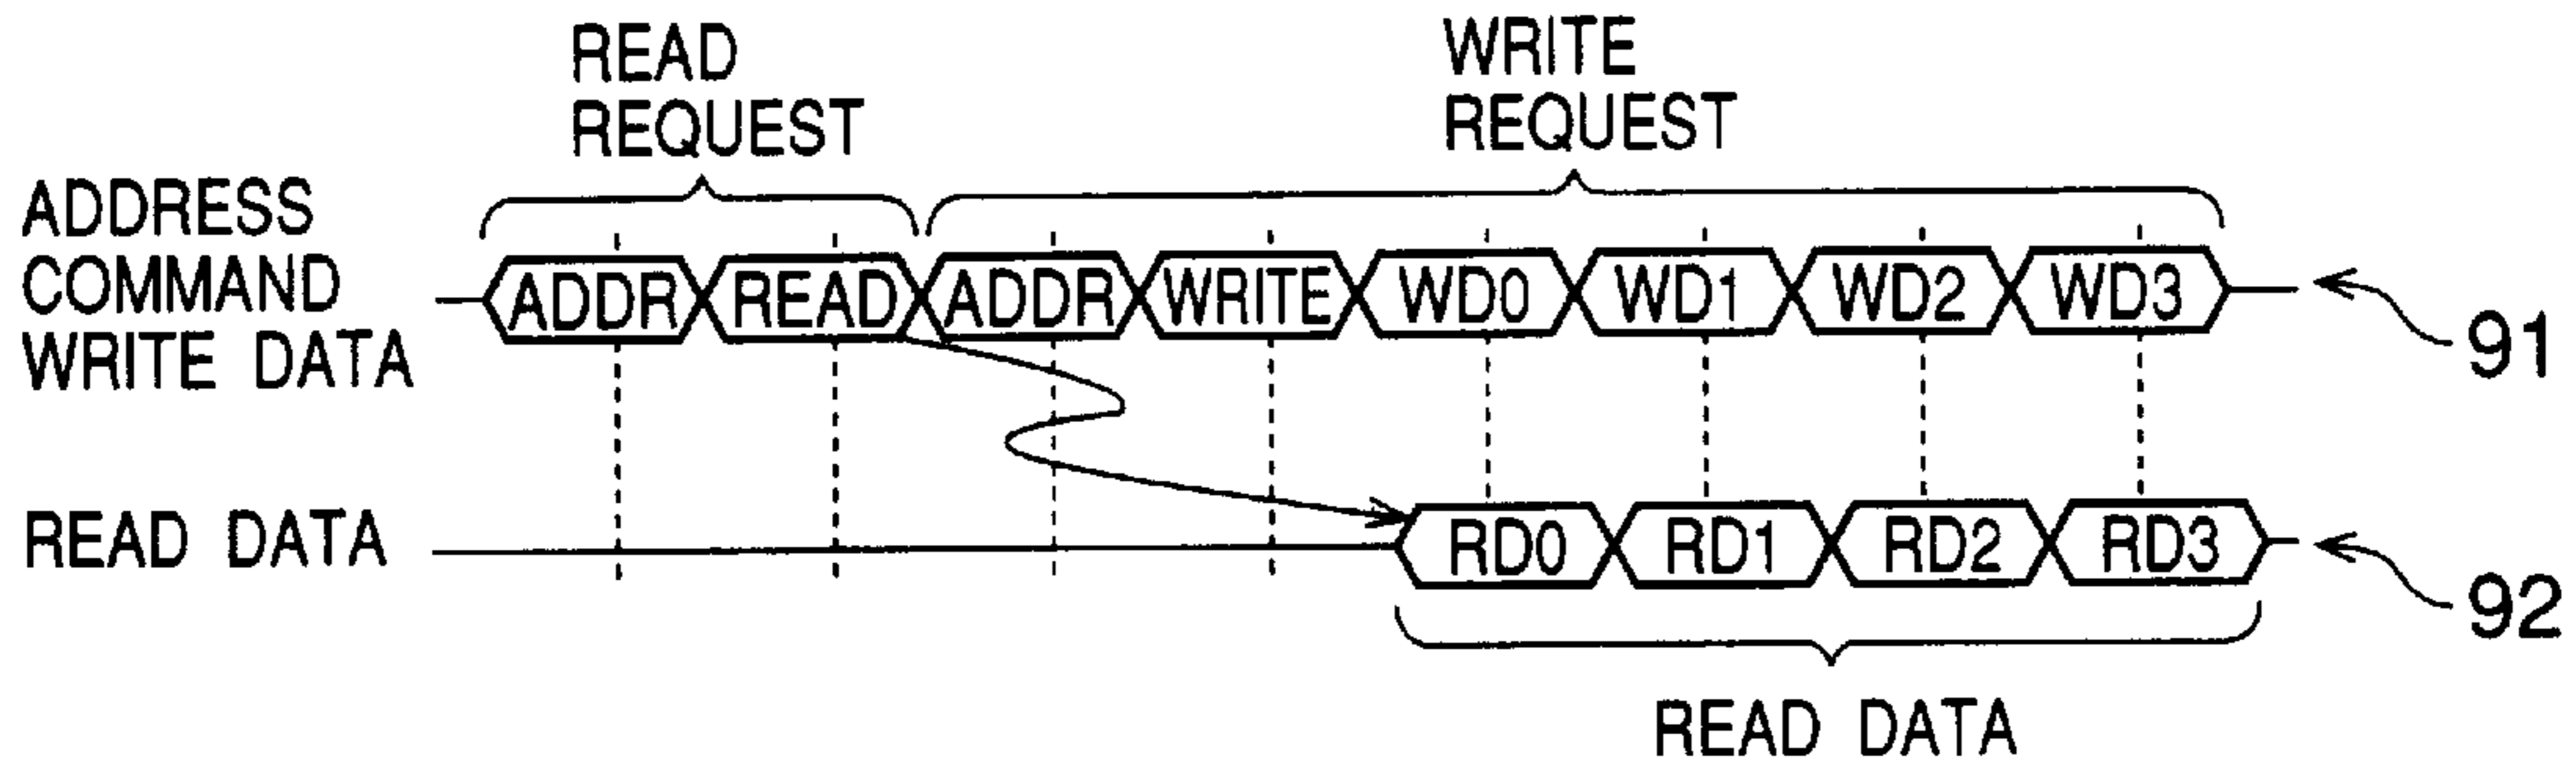 READ
REQUEST
WRITE
REQUEST
ADDRESS
COMMAND
WRITE DATA
ADDR READ ADDR WRITE WD0 WD1 WD2 WD3
91
READ DATA
RD0 RD1 RD2 RD3
92
READ DATA